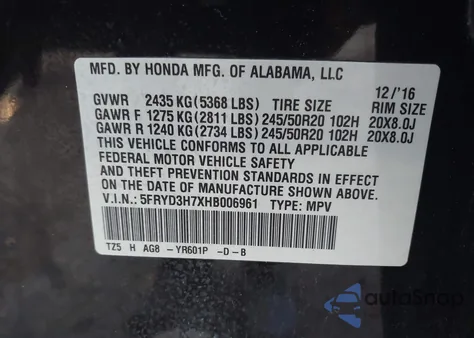 MFD. BY HONDA MFG. OF ALABAMA, LLC
12/'16
GVWR 2435 KG(5368 LBS) TIRE SIZE RIM SIZE
GAWR F 1275 KG(2811 LBS) 245/50R20 102H 20X8.0J
GAWR R 1240 KG(2734 LBS) 245/50R20 102H 20X8.0J
THIS VEHICLE CONFORMS TO ALL APPLICABLE
FEDERAL MOTOR VEHICLE SAFETY
AND THEFT PREVENTION STANDARDS IN EFFECT
ON THE DATE OF MANUFACTURE SHOWN ABOVE.
V.I.N.: 5FRYD3H7XHB006961 TYPE: MPV
TZ5 H AG8 -YR601P -D-B
autoSnap